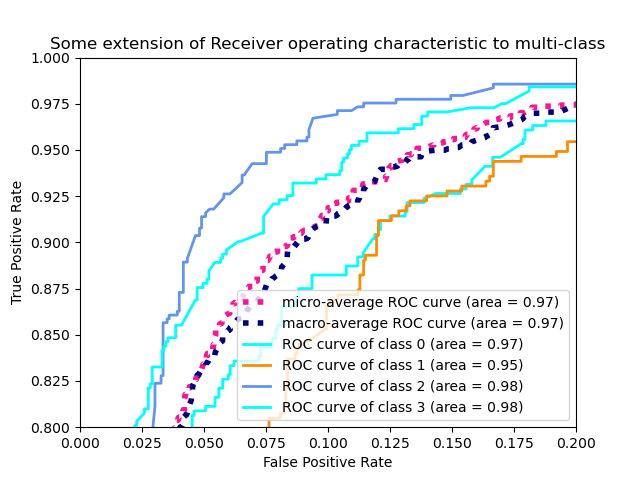 Some extension of Receiver operating characteristic to multi-class
True Positive Rate
1.000
0.975
0.950
0.925
0.900
0.875
0.850
0.825
0.800
micro-average ROC curve (area = 0.97)
macro-average ROC curve (area = 0.97)
ROC curve of class 0 (area = 0.97)
ROC curve of class 1 (area = 0.95)
ROC curve of class 2 (area = 0.98)
ROC curve of class 3 (area = 0.98)
0.000 0.025 0.050 0.075 0.100 0.125 0.150 0.175 0.200
False Positive Rate